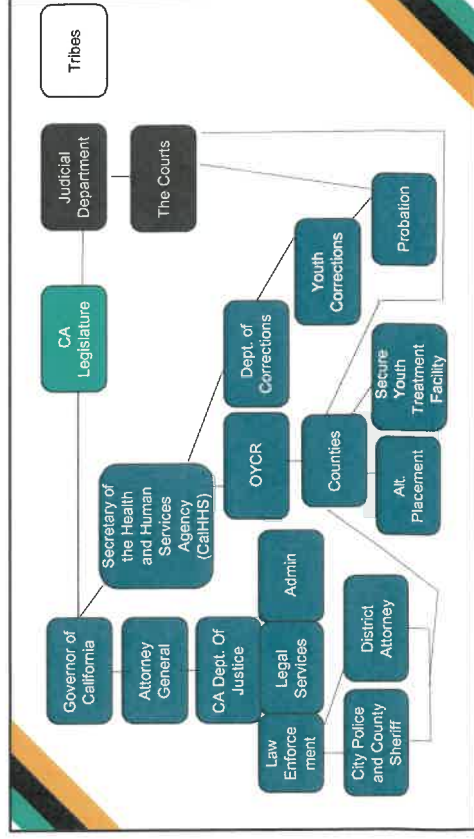 Tribes
CA
Legislature
Judicial
Department
The Courts
Governor of
California
Secretary of
the Health
and Human
Services
Agency
(CalHHS)
Attorney
General
CA Dept. Of
Justice
Law
Enforce
ment
Legal
Services
Admin
City Police
and County
Sheriff
District
Attorney
OYCR
Dept. of
Corrections
Counties
Youth
Corrections
Alt.
Placement
Secure
Youth
Treatment
Facility
Probation